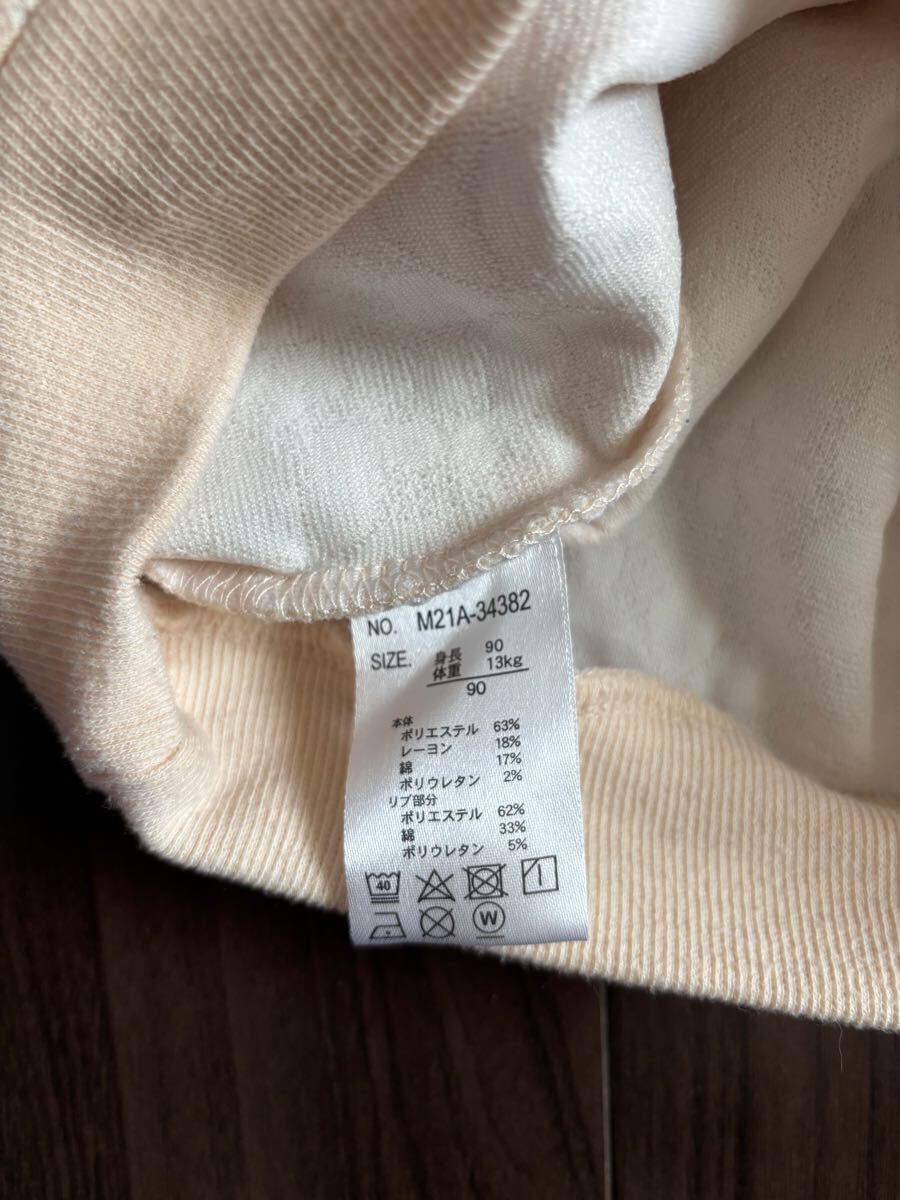 NO. M21A-34382
SIZE. 身長 90
体重 13kg
90
本体
ポリエステル 63%
レーヨン 18%
綿 17%
ポリウレタン 2%
リブ部分
ポリエステル 62%
綿 33%
ポリウレタン 5%
40
W